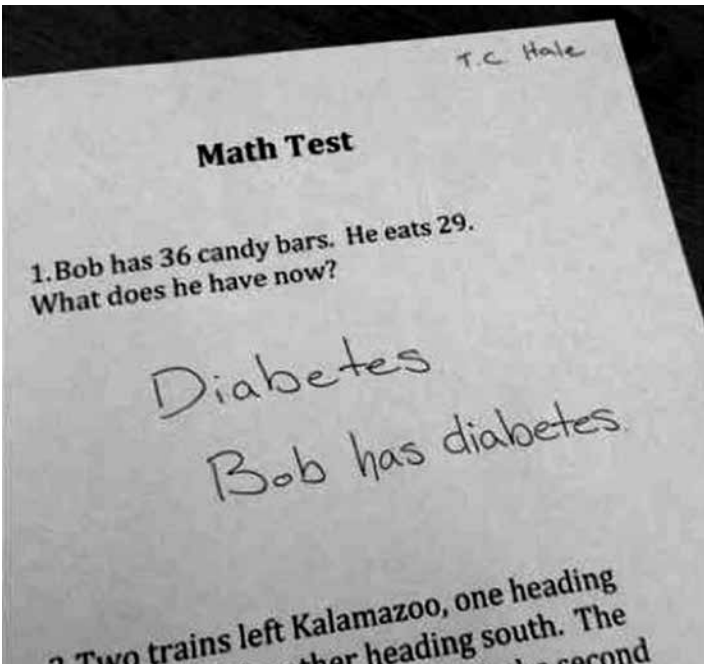 T.C Hale
Math Test
1. Bob has 36 candy bars. He eats 29.
What does he have now?
Diabetes
Bob has diabetes.
Two trains left Kalamazoo, one heading
heading south. The
second